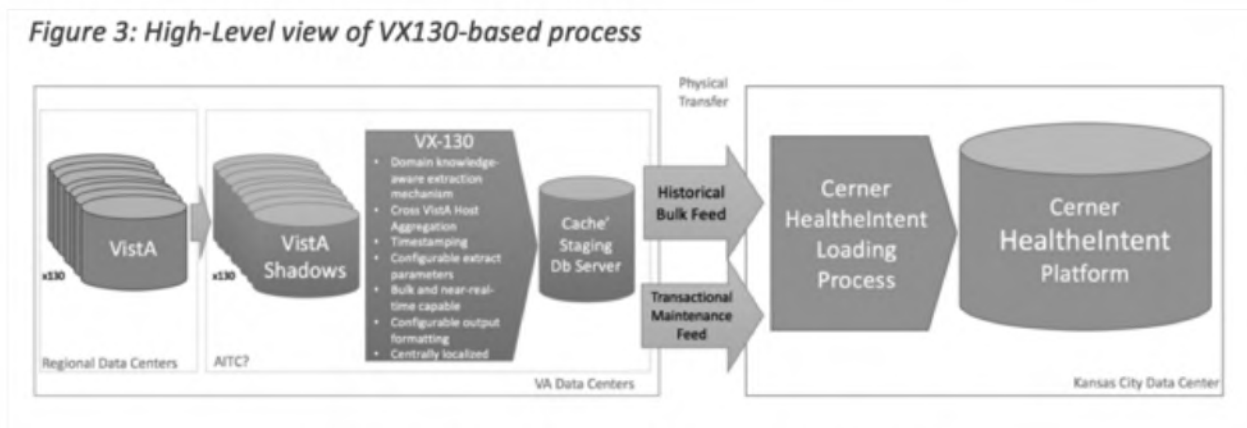 Figure 3: High-Level view of VX130-based process
Physical
Transfer
VistA
x130
Regional Data Centers
VistA
Shadows
x130
AITC?
VX-130
• Domain knowledge-
aware extraction
mechanism
• Cross VistA Host
Aggregation
• Timestamping
• Configurable extract
parameters
• Bulk and near-real-
time capable
• Configurable output
formatting
• Centrally localized
Cache'
Staging
Db Server
VA Data Centers
Historical
Bulk Feed
Transactional
Maintenance
Feed
Cerner
HealtheIntent
Loading
Process
Cerner
HealtheIntent
Platform
Kansas City Data Center